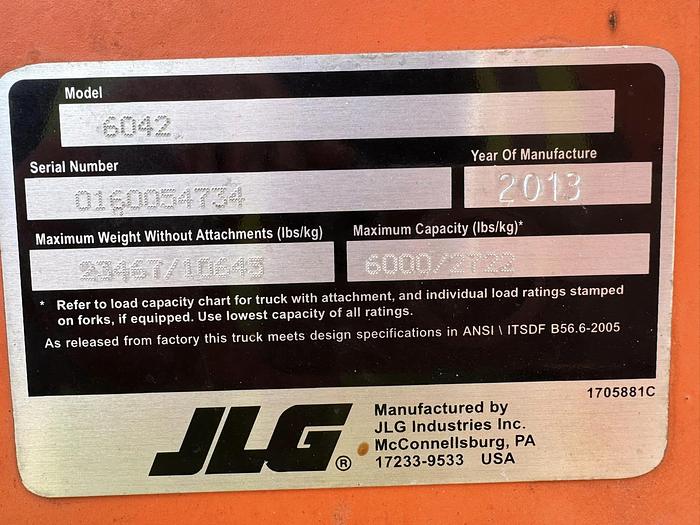 Model
6042
Serial Number
0160054734
Year Of Manufacture
2013
Maximum Weight Without Attachments (lbs/kg)
23467/10645
Maximum Capacity (lbs/kg)*
6000/2722
* Refer to load capacity chart for truck with attachment, and individual load ratings stamped
on forks, if equipped. Use lowest capacity of all ratings.
As released from factory this truck meets design specifications in ANSI \ ITSDF B56.6-2005
1705881C
JLG®
Manufactured by
JLG Industries Inc.
McConnellsburg, PA
17233-9533 USA